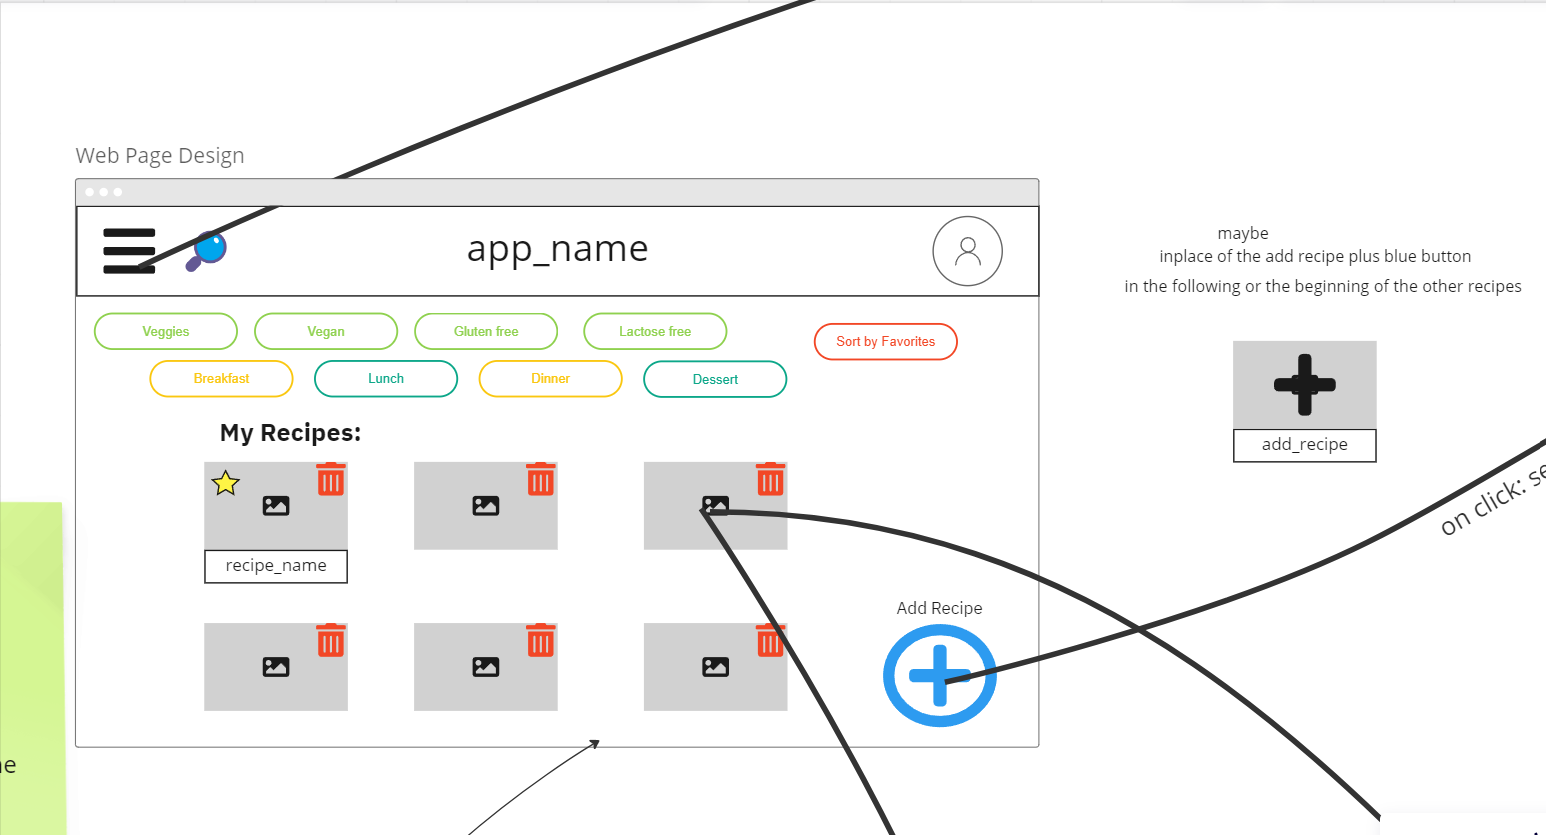 Web Page Design
app_name
maybe
inplace of the add recipe plus blue button
in the following or the beginning of the other recipes
Veggies
Vegan
Gluten free
Lactose free
Sort by Favorites
Breakfast
Lunch
Dinner
Dessert
My Recipes:
add_recipe
on click: se
recipe_name
Add Recipe